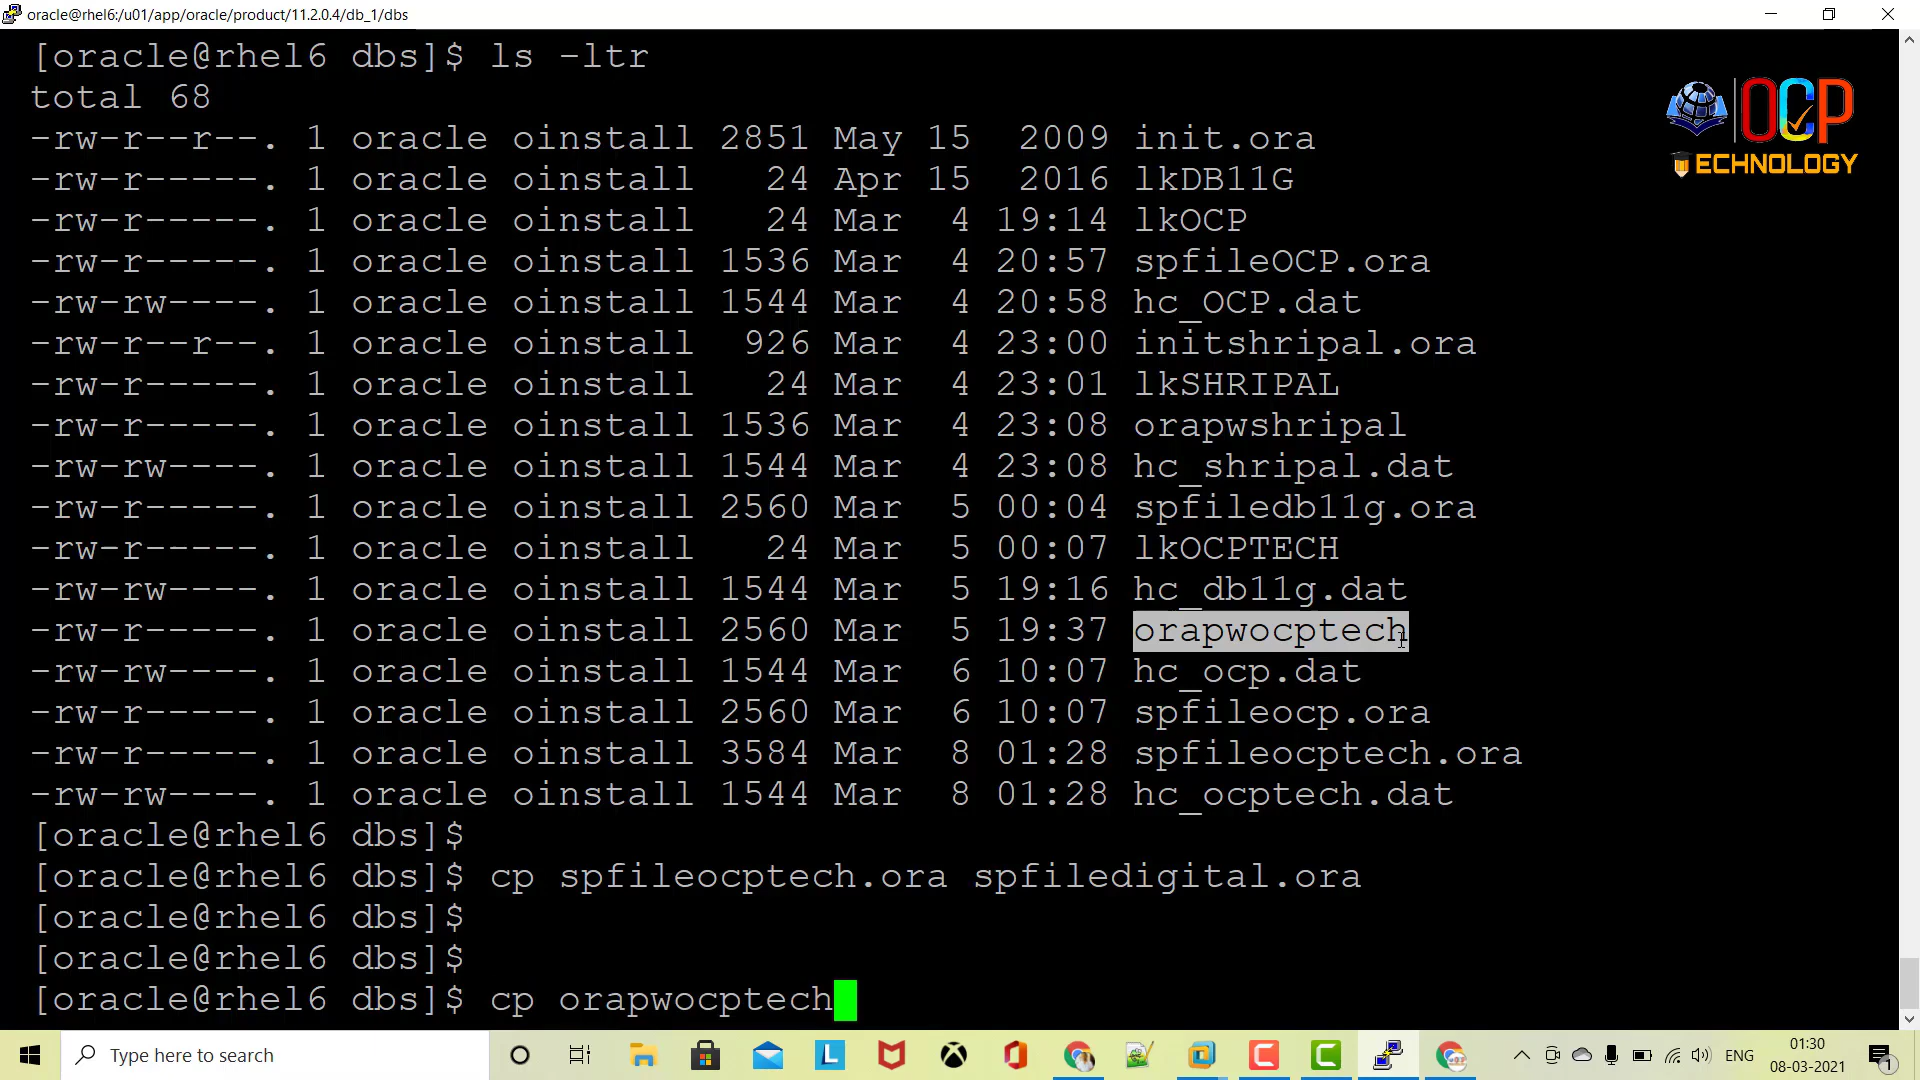 oracle@rhel6:/u01/app/oracle/product/11.2.0.4/db_1/dbs
[oracle@rhel6 dbs]$ ls -ltr
total 68
-rw-r--r--. 1 oracle oinstall 2851 May 15 2009 init.ora
-rw-r-----. 1 oracle oinstall 24 Apr 15 2016 lkDB11G
-rw-r-----. 1 oracle oinstall 24 Mar 4 19:14 lkOCP
-rw-r-----. 1 oracle oinstall 1536 Mar 4 20:57 spfileOCP.ora
-rw-rw----. 1 oracle oinstall 1544 Mar 4 20:58 hc_OCP.dat
-rw-r--r--. 1 oracle oinstall 926 Mar 4 23:00 initshripal.ora
-rw-r-----. 1 oracle oinstall 24 Mar 4 23:01 lkSHRIPAL
-rw-r-----. 1 oracle oinstall 1536 Mar 4 23:08 orapwshripal
-rw-rw----. 1 oracle oinstall 1544 Mar 4 23:08 hc_shripal.dat
-rw-r-----. 1 oracle oinstall 2560 Mar 5 00:04 spfiledb11g.ora
-rw-r-----. 1 oracle oinstall 24 Mar 5 00:07 lkOCPTECH
-rw-rw----. 1 oracle oinstall 1544 Mar 5 19:16 hc_db11g.dat
-rw-r-----. 1 oracle oinstall 2560 Mar 5 19:37 orapwocptech
-rw-rw----. 1 oracle oinstall 1544 Mar 6 10:07 hc_ocp.dat
-rw-r-----. 1 oracle oinstall 2560 Mar 6 10:07 spfileocp.ora
-rw-r-----. 1 oracle oinstall 3584 Mar 8 01:28 spfileocptech.ora
-rw-rw----. 1 oracle oinstall 1544 Mar 8 01:28 hc_ocptech.dat
[oracle@rhel6 dbs]$
[oracle@rhel6 dbs]$ cp spfileocptech.ora spfiledigital.ora
[oracle@rhel6 dbs]$
[oracle@rhel6 dbs]$
[oracle@rhel6 dbs]$ cp orapwocptech
OCP
TECHNOLOGY
Type here to search
L
ENG
01:30
08-03-2021
1